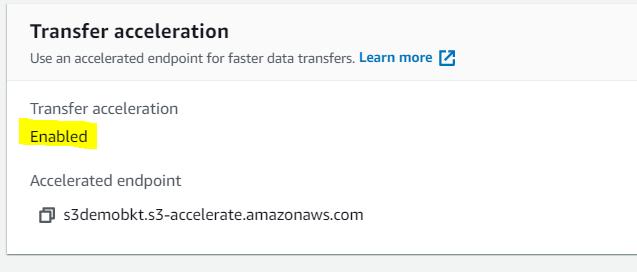 Transfer acceleration
Use an accelerated endpoint for faster data transfers. Learn more
Transfer acceleration
Enabled
Accelerated endpoint
s3demobkt.s3-accelerate.amazonaws.com